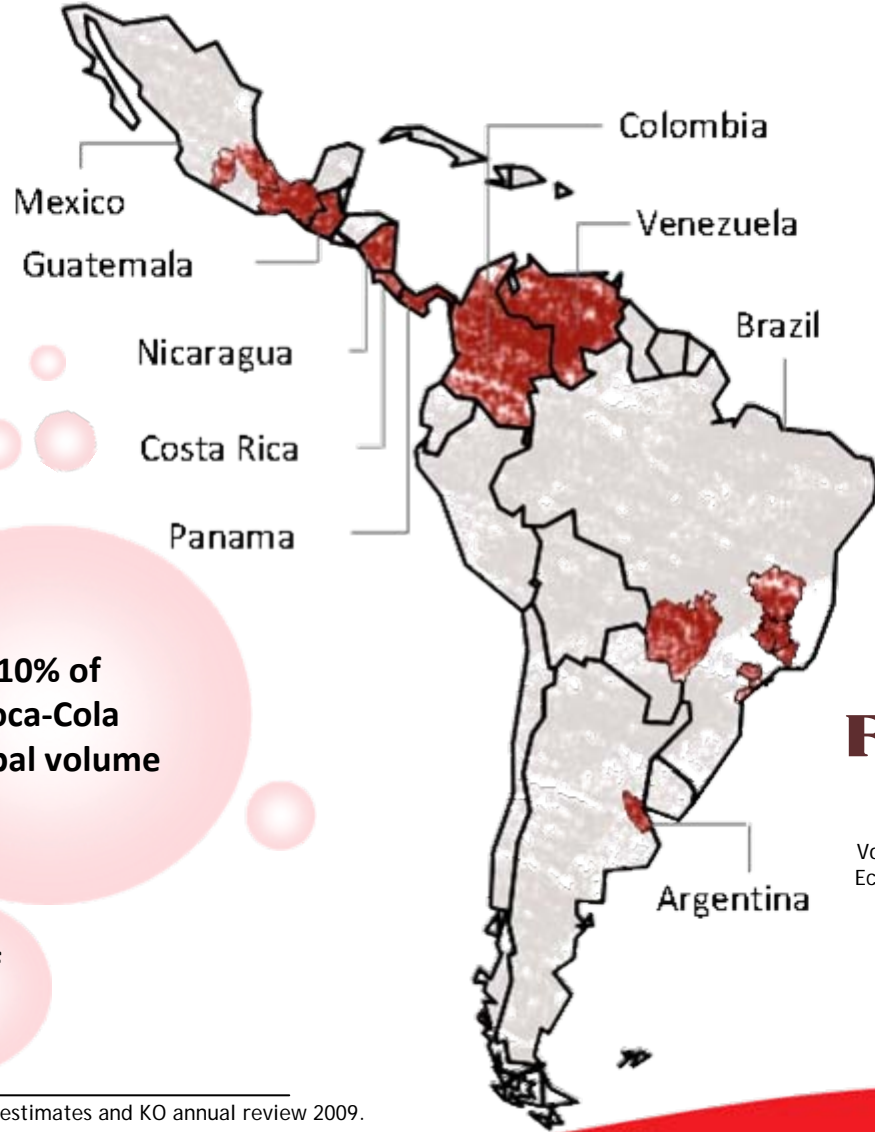 Colombia
Mexico
Venezuela
Guatemala
Brazil
Nicaragua
Costa Rica
Panama
10% of
oca-Cola
bal volume
Argentina
estimates and KO annual review 2009.